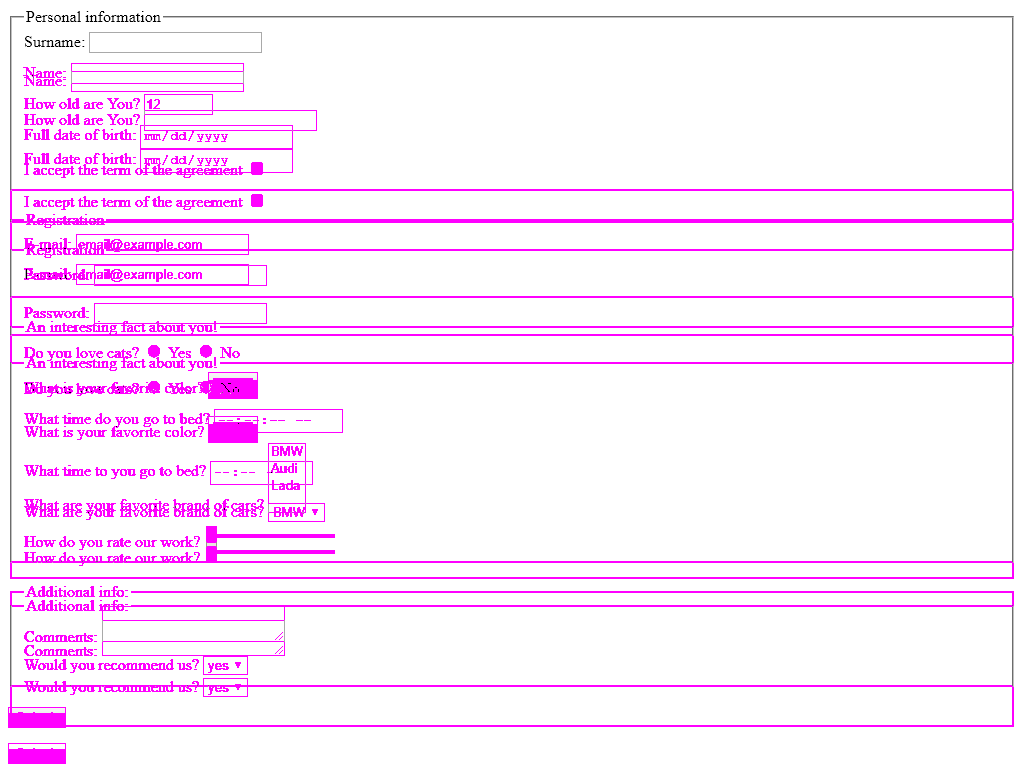 Personal information
Surname:
Name:
Name:
How old are You? 12
How old are You?
Full date of birth: mm/dd/yyyy
Full date of birth: mm/dd/yyyy
I accept the term of the agreement
I accept the term of the agreement
Registration
E-mail: email@example.com
Registration
Password:
E-mail: email@example.com
Password:
An interesting fact about you!
Do you love cats? Yes No
An interesting fact about you!
What is your favorite color?
Do you love cats? Yes No
What time do you go to bed? --:--:-- --
What is your favorite color?
BMW
What time to you go to bed? --:--
Audi
Lada
What are your favorite brand of cars?
What are your favorite brand of cars? BMW
How do you rate our work?
How do you rate our work?
Additional info:
Additional info:
Comments:
Comments:
Would you recommend us? yes
Would you recommend us? yes